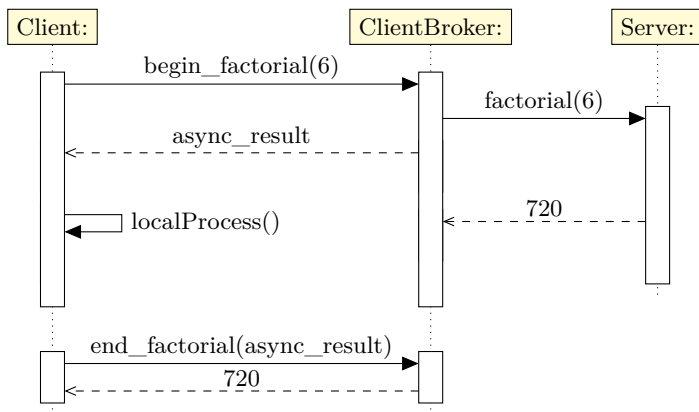 Client: ClientBroker: Server:
begin_factorial(6)
factorial(6)
async_result
localProcess()
720
end_factorial(async_result)
720